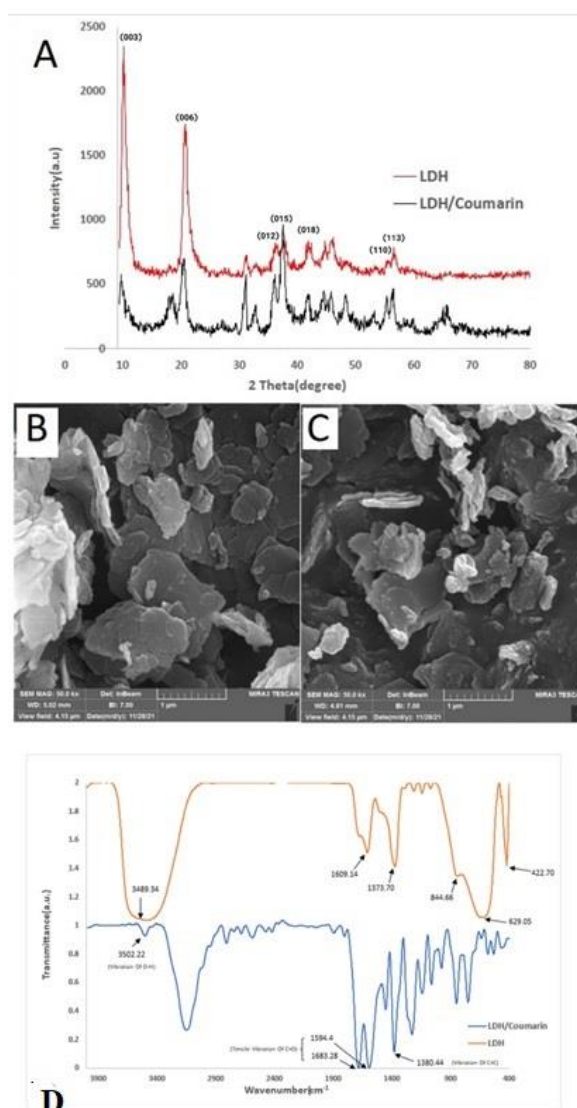 A
Intensity(a.u)
2500
2000
1500
1000
500
0
(003)
(006)
(012)
(015)
(018)
(110)
(113)
LDH
LDH/Coumarin
0 10 20 30 40 50 60 70 80
2 Theta(degree)
B
SEM MAG: 50.0 kx Det: InBeam
WD: 5.02 mm BI: 7.00 1 µm
View field: 4.15 µm Date(m/d/y): 11/28/21
MIRA3 TESCAN
C
SEM MAG: 50.0 kx Det: InBeam
WD: 4.91 mm BI: 7.00 1 µm
View field: 4.15 µm Date(m/d/y): 11/28/21
MIRA3 TESCAN
Transmittance(a.u.)
2
1.8
1.6
1.4
1.2
1
0.8
0.6
0.4
0.2
0
3489.34
1609.14
1373.70
844.66
422.70
629.05
3502.22
(Vibration Of O-H)
1594.4
1683.28
1380.44
LDH/Coumarin
LDH
3900 3400 2900 2400 1900 1400 900 400
Wavenumber cm-1
D